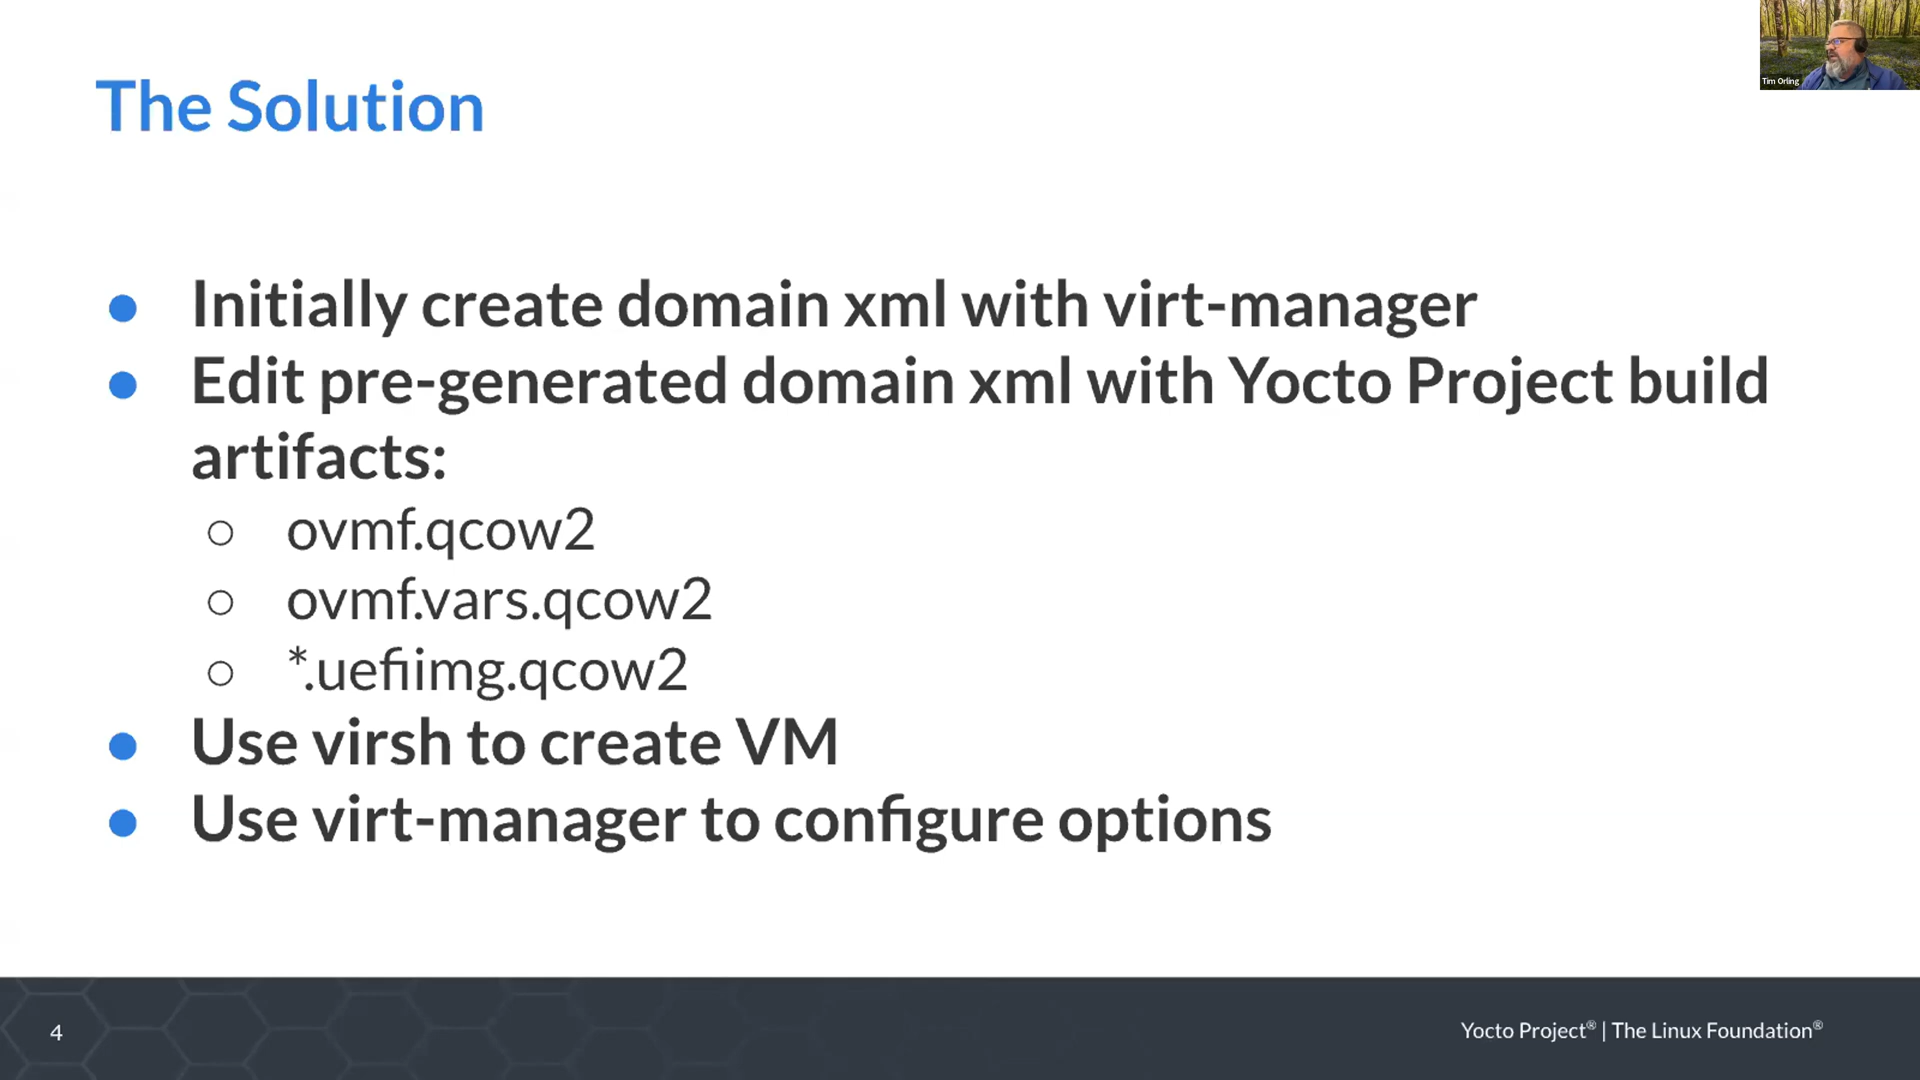 Tim Orling
The Solution
● Initially create domain xml with virt-manager
● Edit pre-generated domain xml with Yocto Project build
artifacts:
○ ovmf.qcow2
○ ovmf.vars.qcow2
○ *.uefiimg.qcow2
● Use virsh to create VM
● Use virt-manager to configure options
4
Yocto Project® | The Linux Foundation®